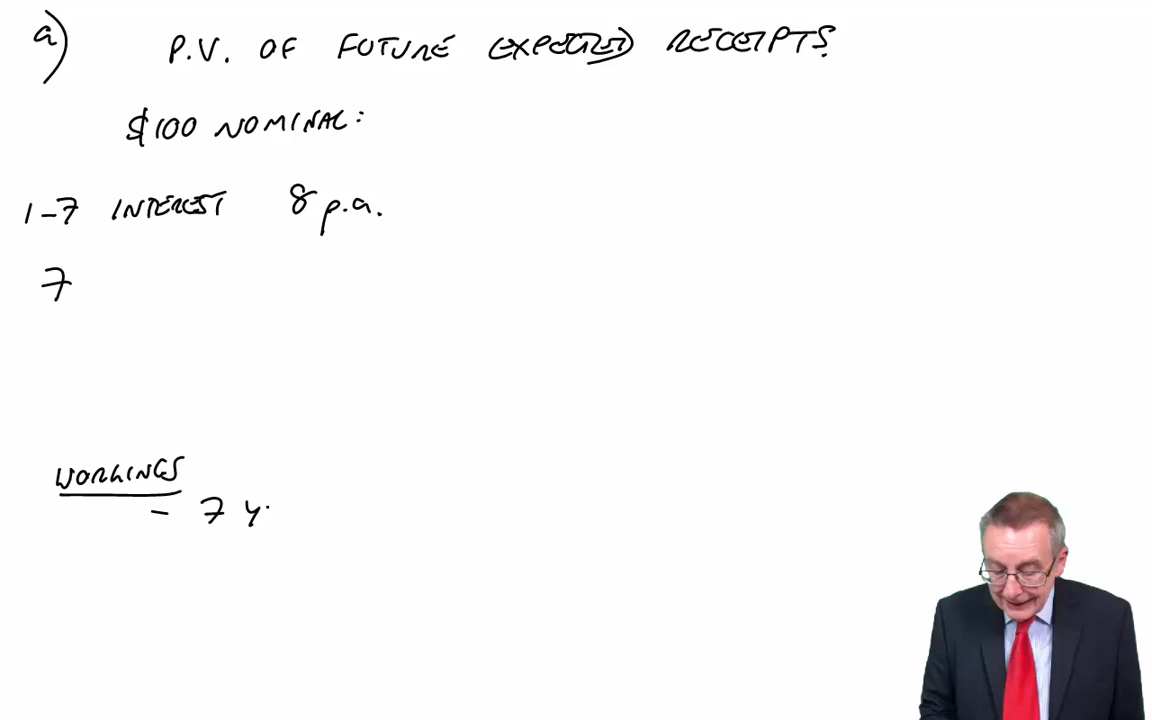 a) P.V. OF FUTURE EXPECTED RECEIPTS
$100 NOMINAL:
1-7 INTEREST 8 p.a.
7
WORKINGS
- 7 y.